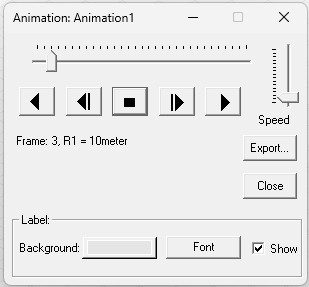 Animation: Animation1
Speed
Frame: 3, R1 = 10meter
Export...
Close
Label:
Background:
Font
Show